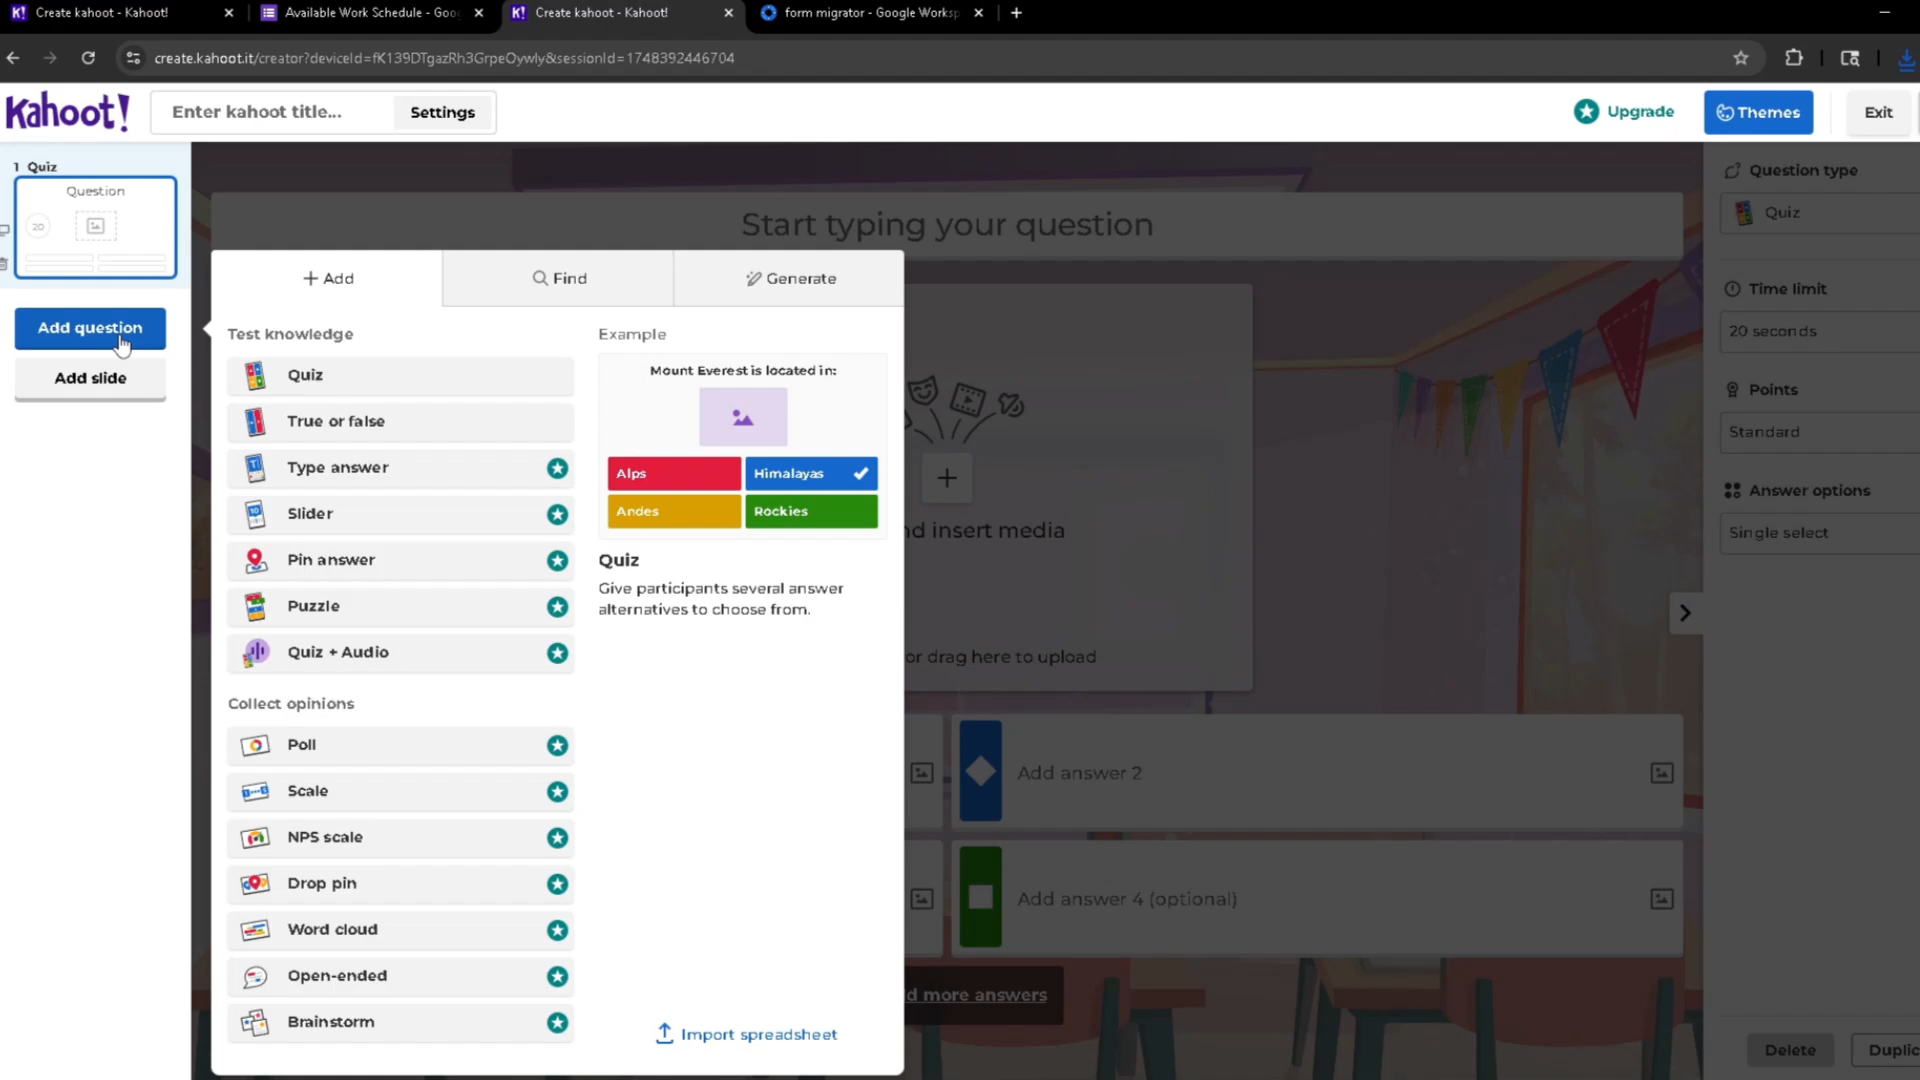 Create kahoot - Kahoot!
Available Work Schedule - Goo
Create kahoot - Kahoot!
form migrator - Google Worksp
create.kahoot.it/creator?deviceId=fK139DTgazRh3GrpeOywly&sessionId=1748392446704
Kahoot!
Enter kahoot title...
Settings
Upgrade
Themes
Exit
1 Quiz
Question
20
Add question
Add slide
Start typing your question
Add
Find
Generate
Test knowledge
Quiz
True or false
Type answer
Slider
Pin answer
Puzzle
Quiz + Audio
Collect opinions
Poll
Scale
NPS scale
Drop pin
Word cloud
Open-ended
Brainstorm
Example
Mount Everest is located in:
Alps
Himalayas
Andes
Rockies
Quiz
Give participants several answer
alternatives to choose from.
Import spreadsheet
nd insert media
or drag here to upload
Add answer 2
Add answer 4 (optional)
d more answers
Question type
Quiz
Time limit
20 seconds
Points
Standard
Answer options
Single select
Delete
Duplic